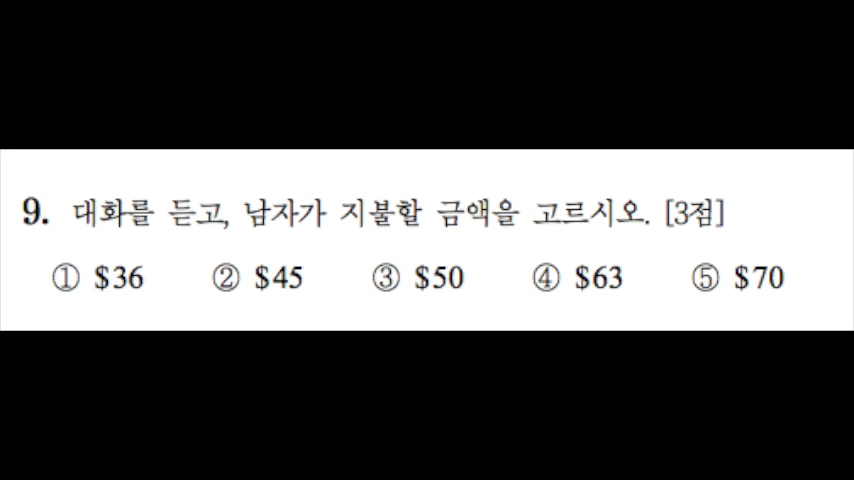 9. 대화를 듣고, 남자가 지불할 금액을 고르시오. [3점]
① $36 ② $45 ③ $50 ④ $63 ⑤ $70